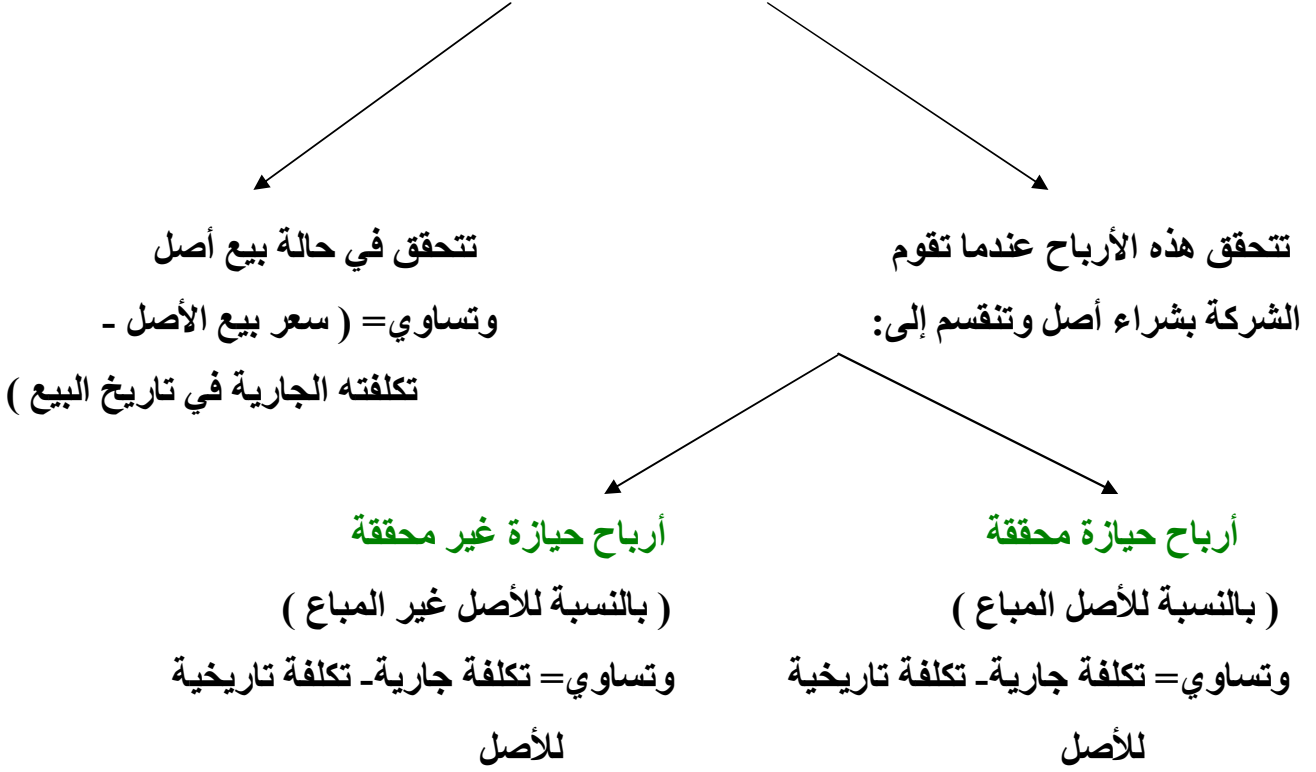 تتحقق هذه الأرباح عندما تقوم
الشركة بشراء أصل وتنقسم إلى:
تتحقق في حالة بيع أصل
وتساوي= ( سعر بيع الأصل -
تكلفته الجارية في تاريخ البيع )
أرباح حيازة محققة
( بالنسبة للأصل المباع )
وتساوي= تكلفة جارية- تكلفة تاريخية
للأصل
أرباح حيازة غير محققة
( بالنسبة للأصل غير المباع )
وتساوي= تكلفة جارية- تكلفة تاريخية
للأصل